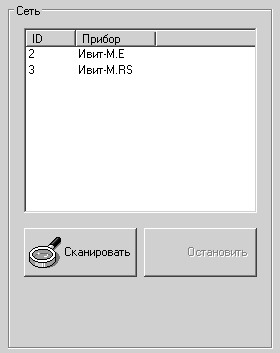 Сеть
ID Прибор
2 Ивит-М.E
3 Ивит-М.RS
Сканировать Остановить